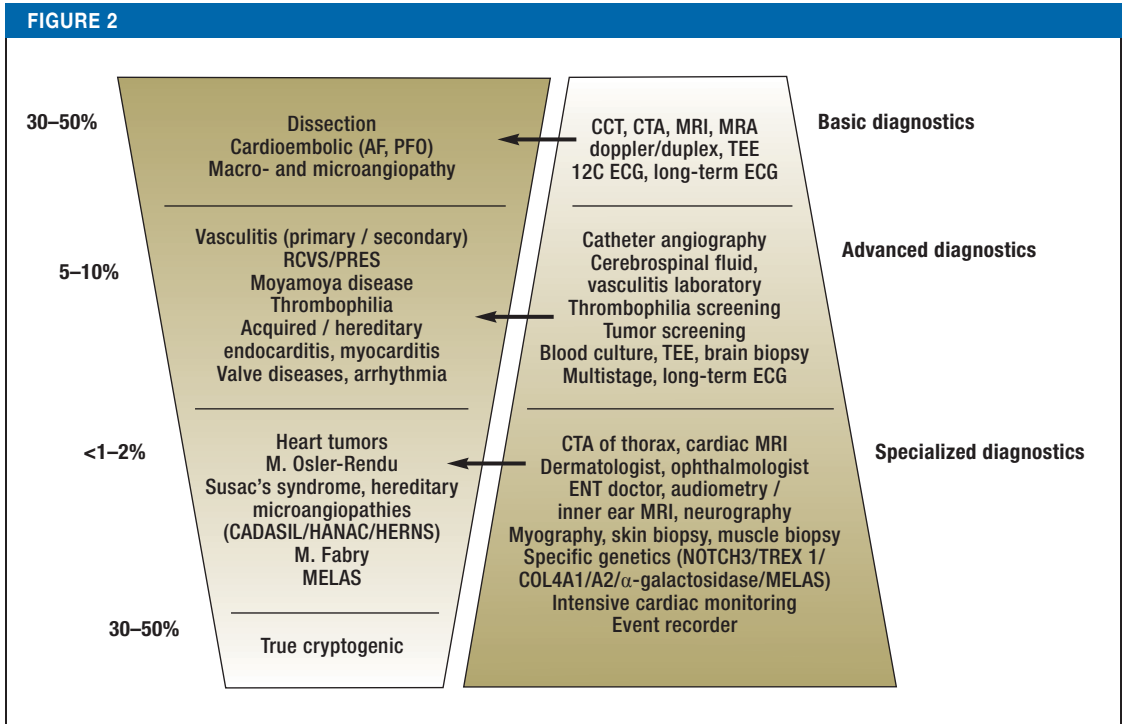 FIGURE 2
30–50%
Dissection
Cardioembolic (AF, PFO)
Macro- and microangiopathy
CCT, CTA, MRI, MRA
doppler/duplex, TEE
12C ECG, long-term ECG
Basic diagnostics
5–10%
Vasculitis (primary / secondary)
RCVS/PRES
Moyamoya disease
Thrombophilia
Acquired / hereditary
endocarditis, myocarditis
Valve diseases, arrhythmia
Catheter angiography
Cerebrospinal fluid,
vasculitis laboratory
Thrombophilia screening
Tumor screening
Blood culture, TEE, brain biopsy
Multistage, long-term ECG
Advanced diagnostics
<1–2%
Heart tumors
M. Osler-Rendu
Susac’s syndrome, hereditary
microangiopathies
(CADASIL/HANAC/HERNS)
M. Fabry
MELAS
CTA of thorax, cardiac MRI
Dermatologist, ophthalmologist
ENT doctor, audiometry /
inner ear MRI, neurography
Myography, skin biopsy, muscle biopsy
Specific genetics (NOTCH3/TREX 1/
COL4A1/A2/α-galactosidase/MELAS)
Intensive cardiac monitoring
Event recorder
Specialized diagnostics
30–50%
True cryptogenic